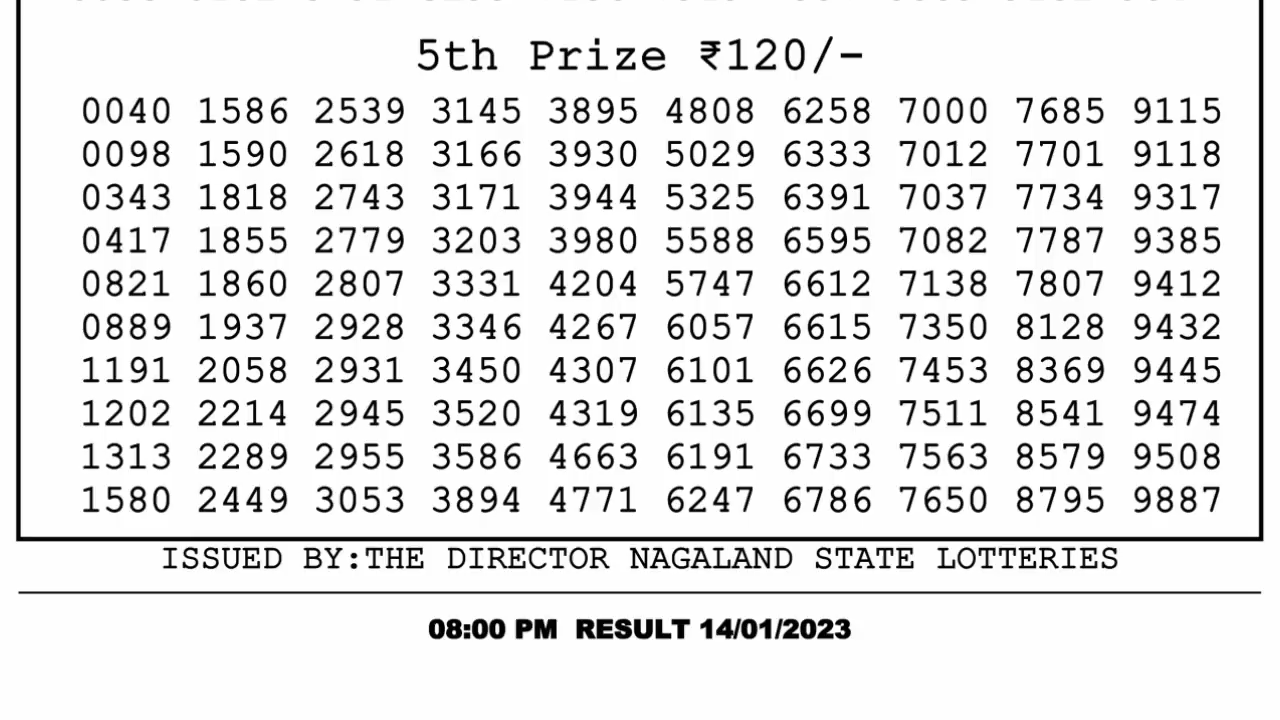 5th Prize ₹120/-
0040 1586 2539 3145 3895 4808 6258 7000 7685 9115
0098 1590 2618 3166 3930 5029 6333 7012 7701 9118
0343 1818 2743 3171 3944 5325 6391 7037 7734 9317
0417 1855 2779 3203 3980 5588 6595 7082 7787 9385
0821 1860 2807 3331 4204 5747 6612 7138 7807 9412
0889 1937 2928 3346 4267 6057 6615 7350 8128 9432
1191 2058 2931 3450 4307 6101 6626 7453 8369 9445
1202 2214 2945 3520 4319 6135 6699 7511 8541 9474
1313 2289 2955 3586 4663 6191 6733 7563 8579 9508
1580 2449 3053 3894 4771 6247 6786 7650 8795 9887
ISSUED BY:THE DIRECTOR NAGALAND STATE LOTTERIES
08:00 PM RESULT 14/01/2023